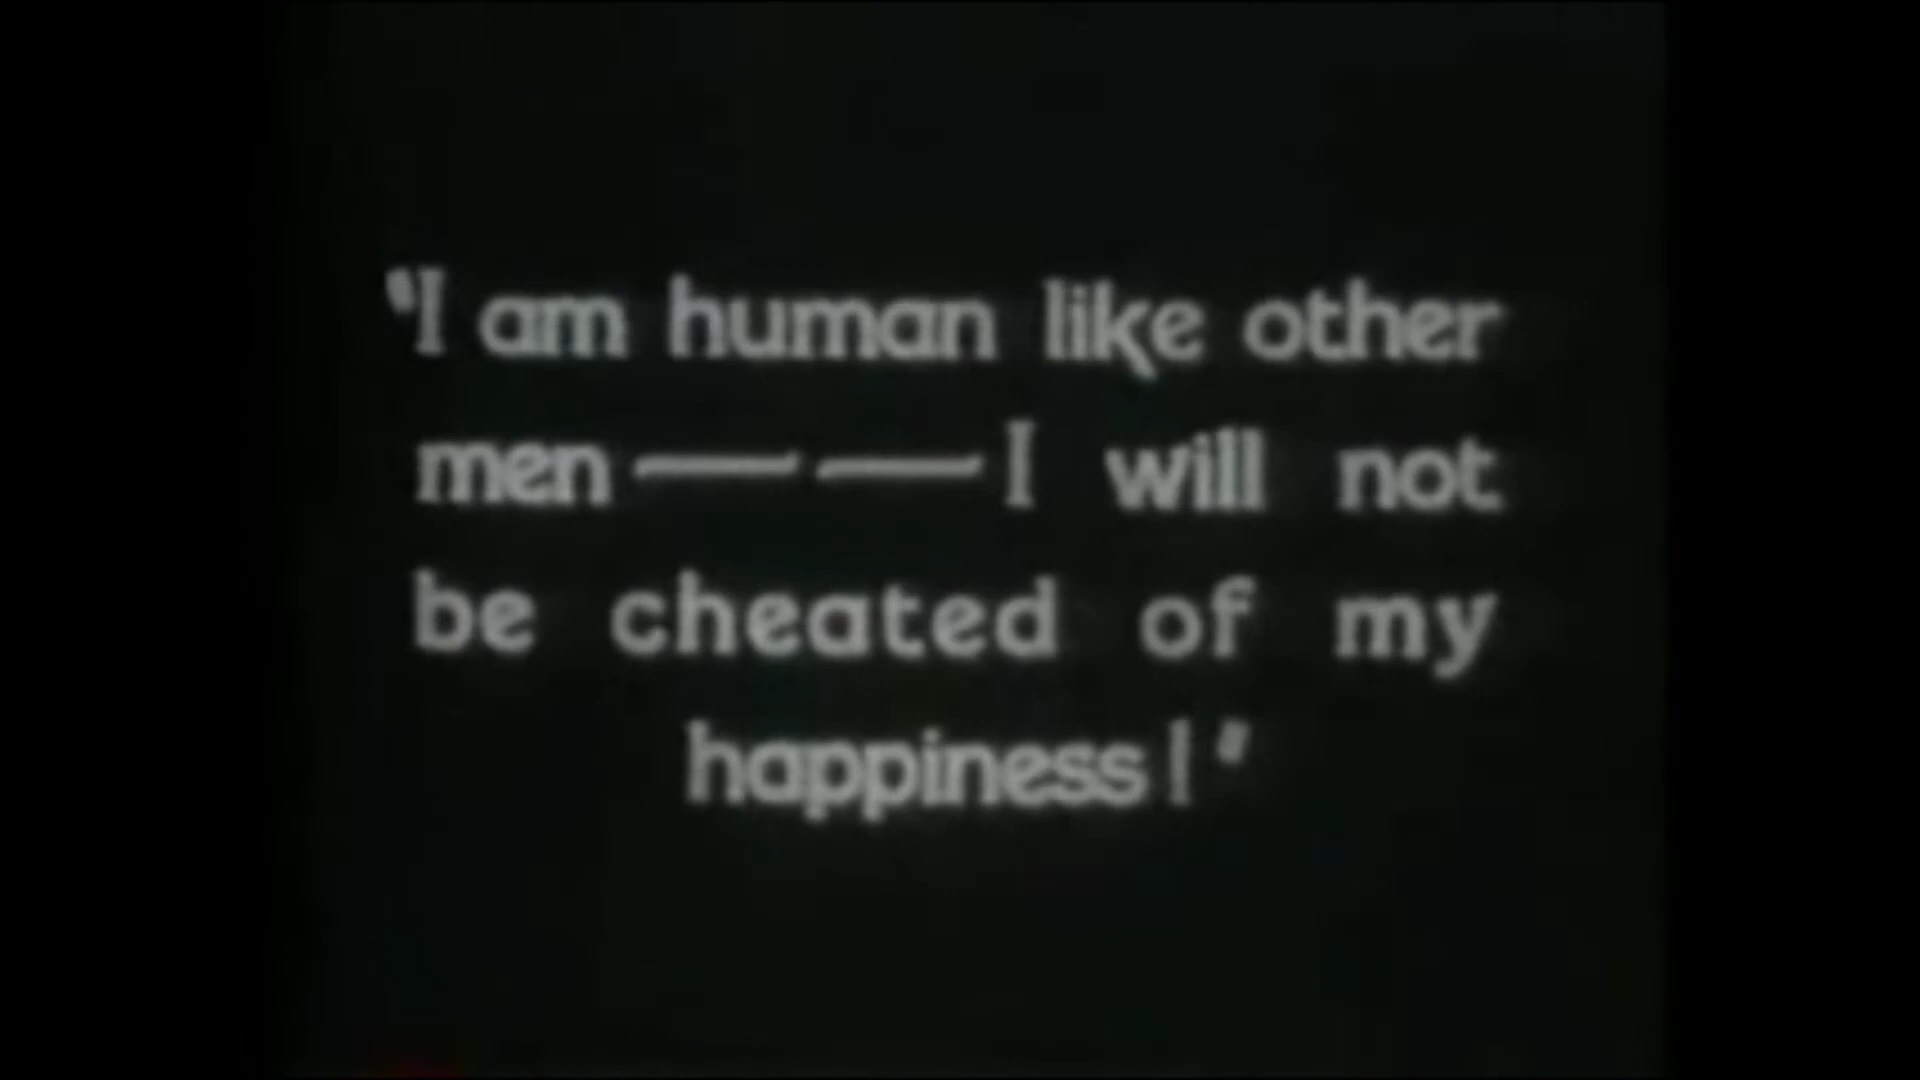 "I am human like other
men — — I will not
be cheated of my
happiness!"